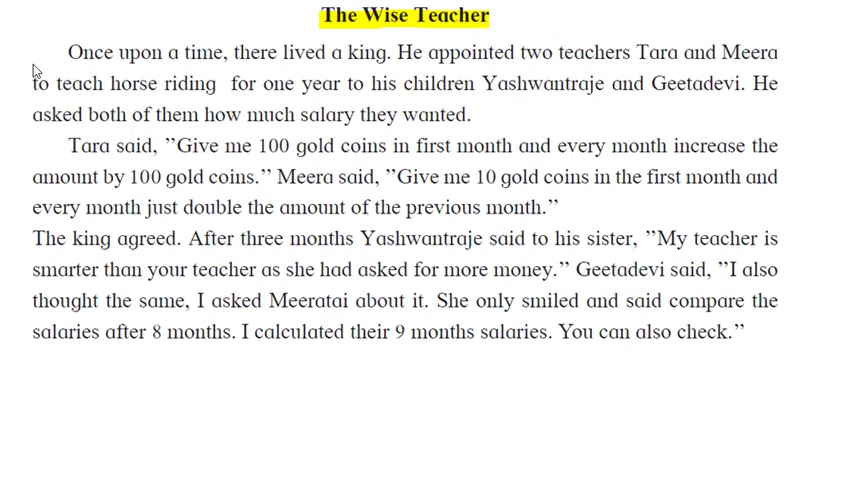 The Wise Teacher
Once upon a time, there lived a king. He appointed two teachers Tara and Meera
to teach horse riding for one year to his children Yashwantraje and Geetadevi. He
asked both of them how much salary they wanted.
Tara said, ”Give me 100 gold coins in first month and every month increase the
amount by 100 gold coins.” Meera said, ”Give me 10 gold coins in the first month and
every month just double the amount of the previous month.”
The king agreed. After three months Yashwantraje said to his sister, ”My teacher is
smarter than your teacher as she had asked for more money.” Geetadevi said, ”I also
thought the same, I asked Meeratai about it. She only smiled and said compare the
salaries after 8 months. I calculated their 9 months salaries. You can also check.”